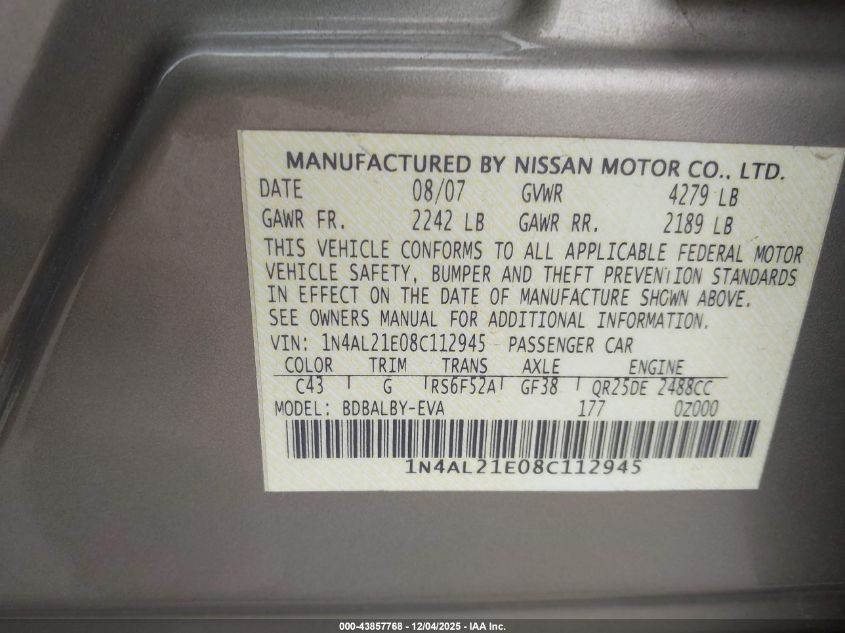 MANUFACTURED BY NISSAN MOTOR CO., LTD.
DATE 08/07 GVWR 4279 LB
GAWR FR. 2242 LB GAWR RR. 2189 LB
THIS VEHICLE CONFORMS TO ALL APPLICABLE FEDERAL MOTOR
VEHICLE SAFETY, BUMPER AND THEFT PREVENTION STANDARDS
IN EFFECT ON THE DATE OF MANUFACTURE SHOWN ABOVE.
SEE OWNERS MANUAL FOR ADDITIONAL INFORMATION.
VIN: 1N4AL21E08C112945 PASSENGER CAR
COLOR TRIM TRANS AXLE ENGINE
C43 G RS6F52A GF38 QR25DE 2488CC
MODEL: BDBALBY-EVA 177 0Z000
1N4AL21E08C112945
000-43857768 - 12/04/2025 - IAA Inc.